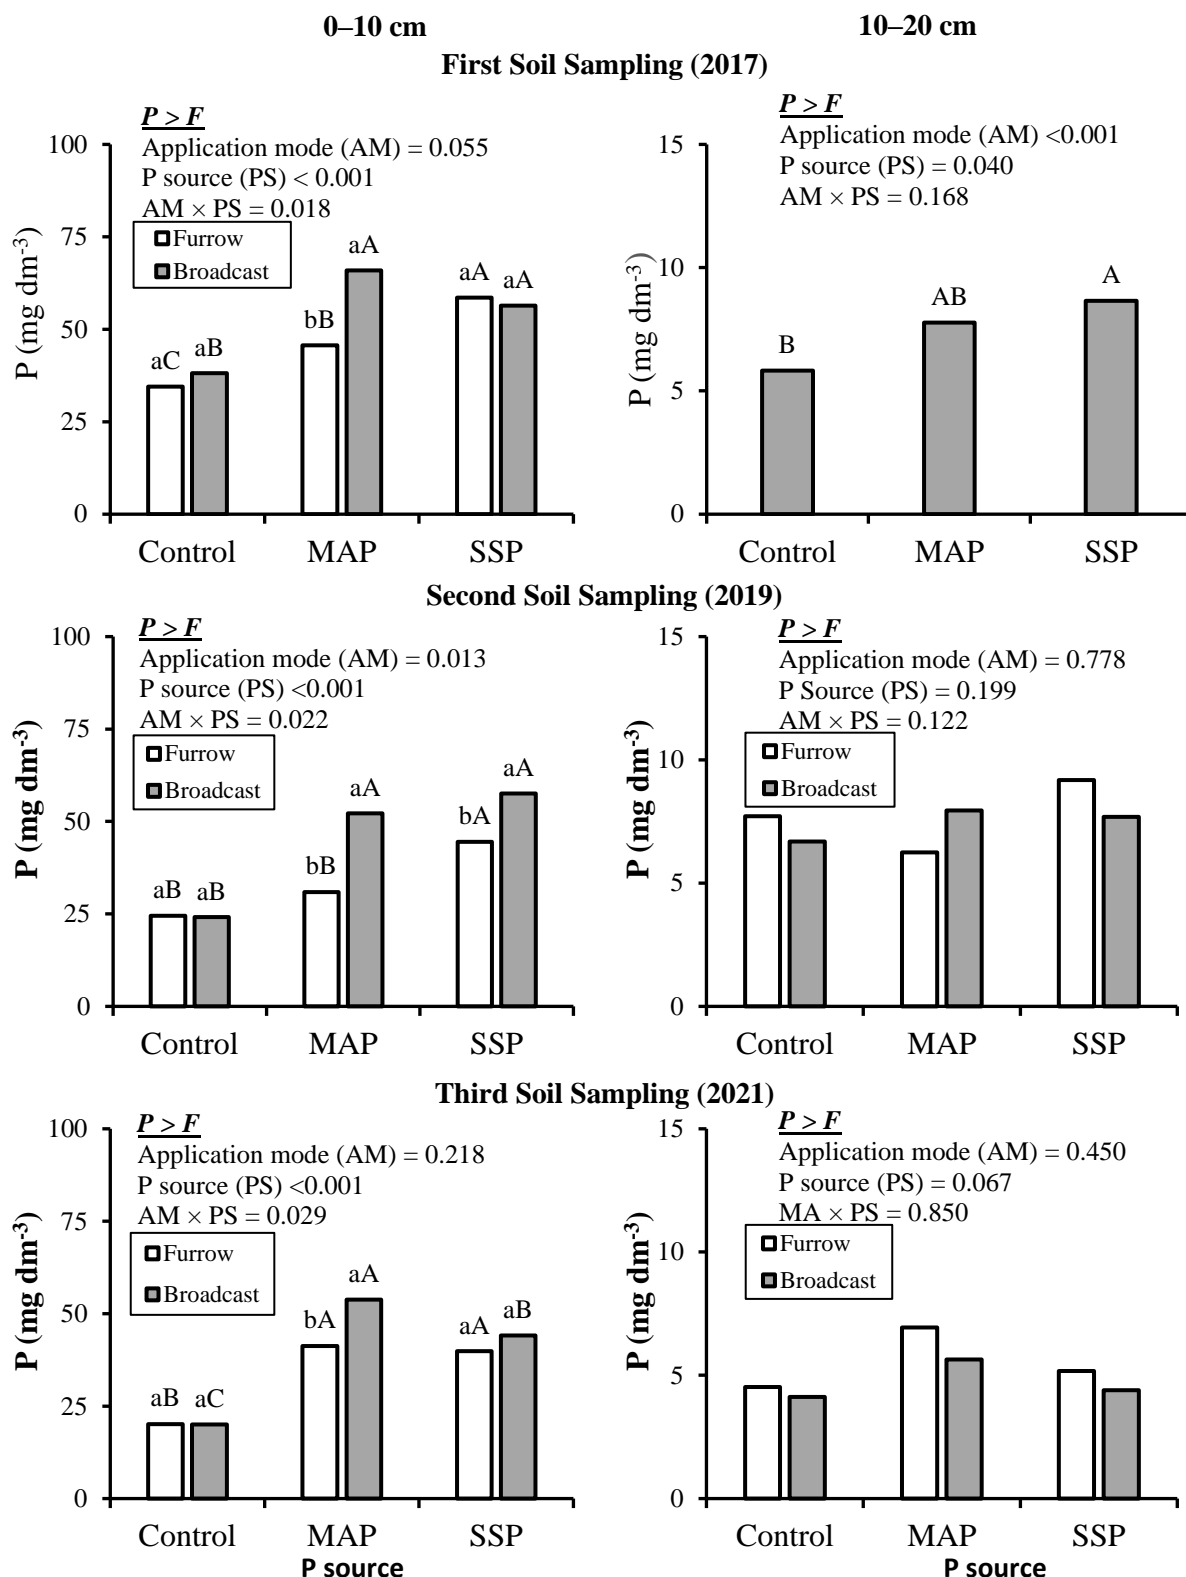 0–10 cm
10–20 cm
First Soil Sampling (2017)
P > F
Application mode (AM) = 0.055
P source (PS) < 0.001
AM × PS = 0.018
Furrow
Broadcast
P (mg dm-3)
100
75
50
25
0
aC
aB
bB
aA
aA
aA
Control
MAP
SSP
P > F
Application mode (AM) <0.001
P source (PS) = 0.040
AM × PS = 0.168
P (mg dm-3)
15
10
5
0
B
AB
A
Control
MAP
SSP
Second Soil Sampling (2019)
P > F
Application mode (AM) = 0.013
P source (PS) <0.001
AM × PS = 0.022
Furrow
Broadcast
P (mg dm-3)
100
75
50
25
0
aB
aB
bB
aA
bA
aA
Control
MAP
SSP
P > F
Application mode (AM) = 0.778
P Source (PS) = 0.199
AM × PS = 0.122
Furrow
Broadcast
P (mg dm-3)
15
10
5
0
Control
MAP
SSP
Third Soil Sampling (2021)
P > F
Application mode (AM) = 0.218
P source (PS) <0.001
AM × PS = 0.029
Furrow
Broadcast
P (mg dm-3)
100
75
50
25
0
aB
aC
bA
aA
aA
aB
Control
MAP
SSP
P source
P > F
Application mode (AM) = 0.450
P source (PS) = 0.067
MA × PS = 0.850
Furrow
Broadcast
P (mg dm-3)
15
10
5
0
Control
MAP
SSP
P source